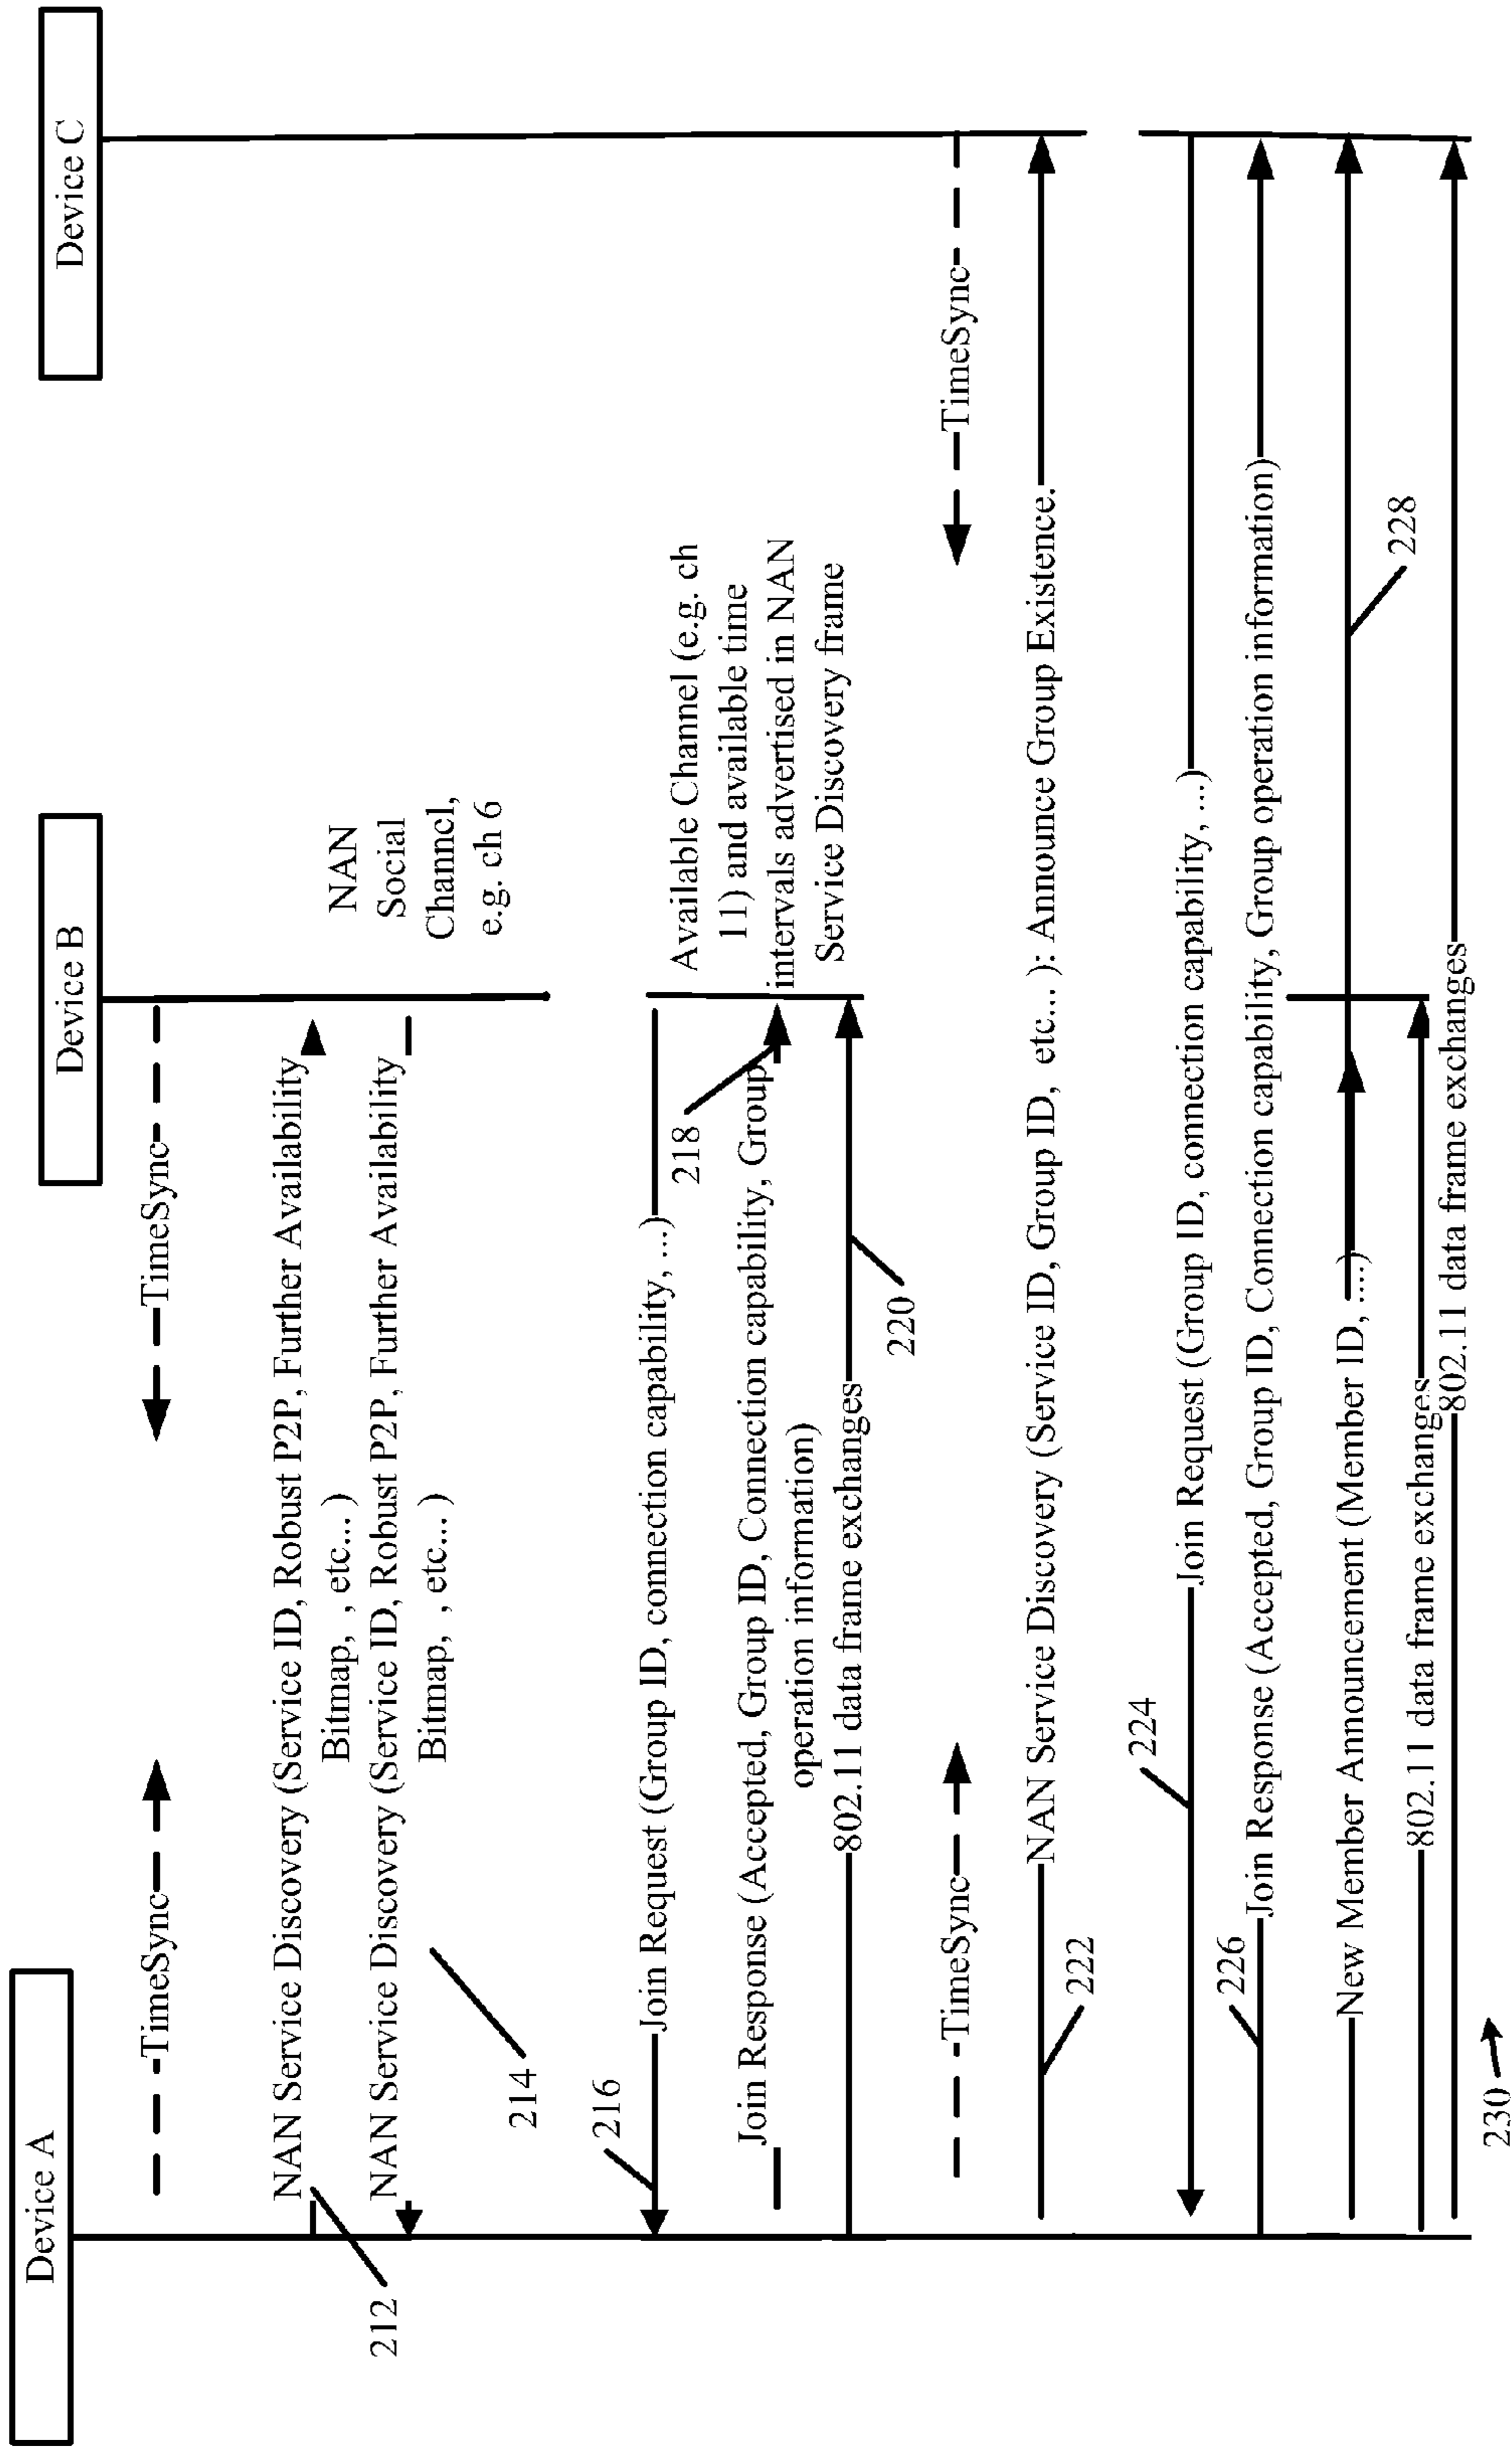 Device A
Device B
Device C
TimeSync
TimeSync
NAN Service Discovery (Service ID, Robust P2P, Further Availability
Bitmap, , etc... )
212
NAN Service Discovery (Service ID, Robust P2P, Further Availability
Bitmap, , etc... )
214
NAN
Social
Channel,
e.g. ch 6
216
Join Request ((Group ID, connection capability, ...)
218
Join Response (Accepted, Group ID, Connection capability, Group
operation information)
Available Channel (e.g. ch
11) and available time
intervals advertised in NAN
Service Discovery frame
802.11 data frame exchanges
220
TimeSync
TimeSync
NAN Service Discovery (Service ID, Group ID, etc... ): Announce Group Existence.
222
224
Join Request (Group ID, connection capability, ...)
226
Join Response (Accepted, Group ID, Connection capability, Group operation information)
New Member Announcement (Member ID, ....)
228
802.11 data frame exchanges
802.11 data frame exchanges
230